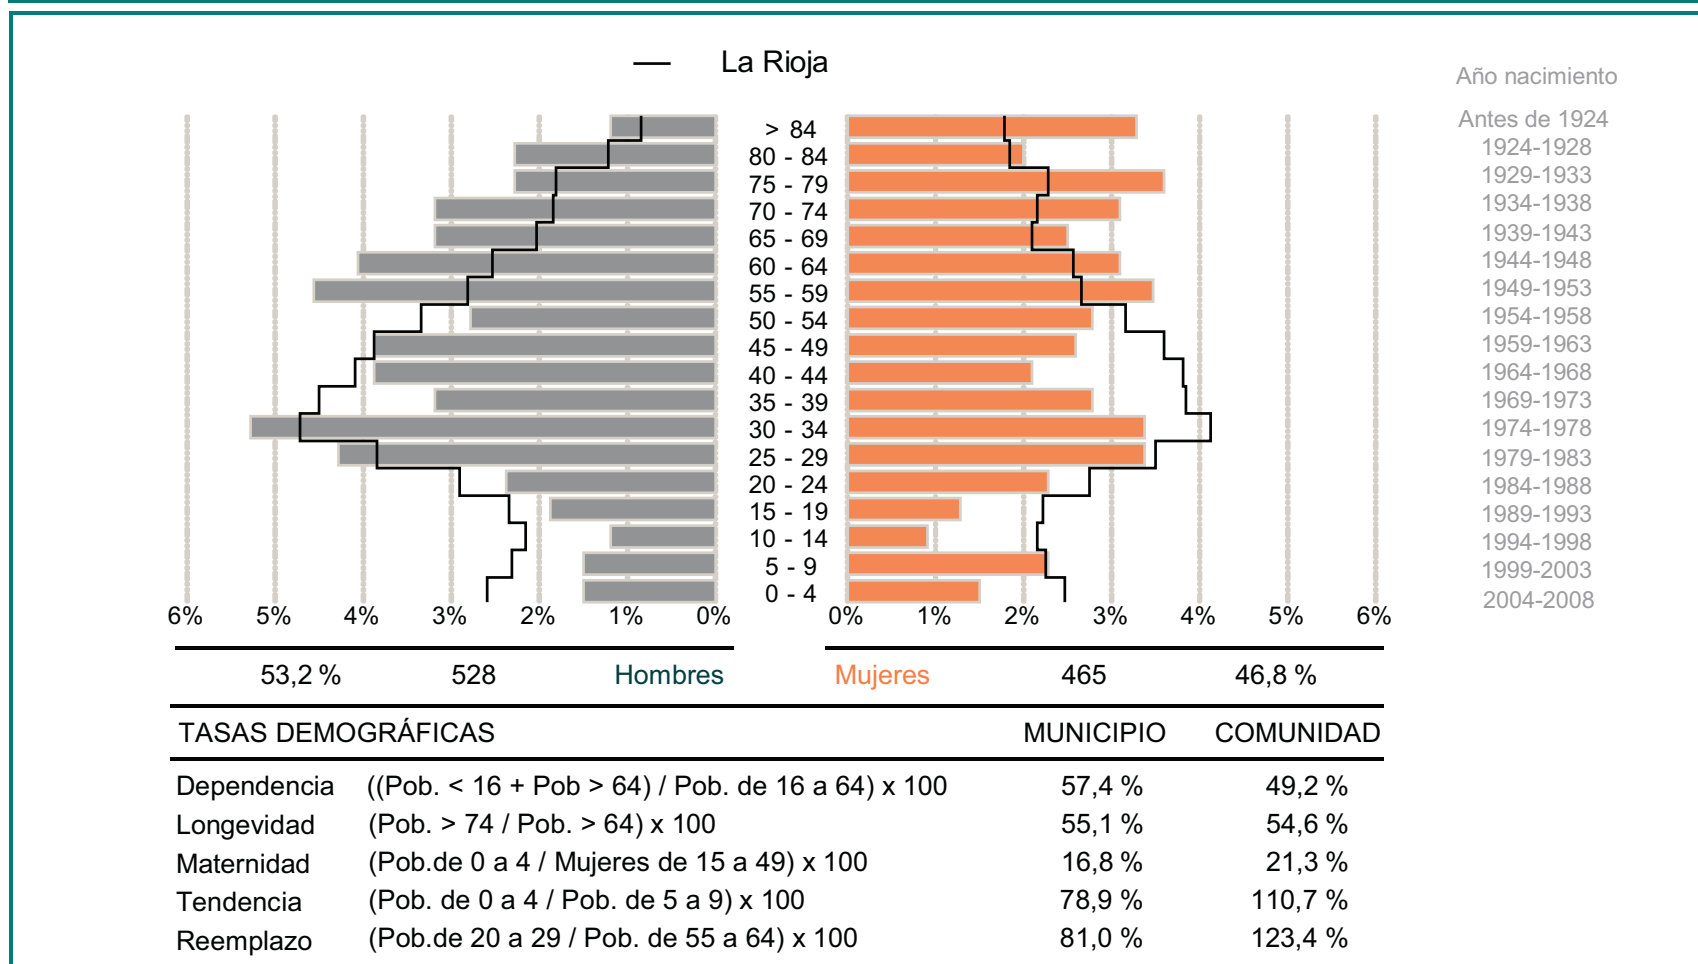 La Rioja
Año nacimiento
> 84 Antes de 1924
80 - 84 1924-1928
75 - 79 1929-1933
70 - 74 1934-1938
65 - 69 1939-1943
60 - 64 1944-1948
55 - 59 1949-1953
50 - 54 1954-1958
45 - 49 1959-1963
40 - 44 1964-1968
35 - 39 1969-1973
30 - 34 1974-1978
25 - 29 1979-1983
20 - 24 1984-1988
15 - 19 1989-1993
10 - 14 1994-1998
5 - 9 1999-2003
0 - 4 2004-2008
6% 5% 4% 3% 2% 1% 0% 0% 1% 2% 3% 4% 5% 6%
53,2 % 528 Hombres Mujeres 465 46,8 %
TASAS DEMOGRÁFICAS MUNICIPIO COMUNIDAD
Dependencia ((Pob. < 16 + Pob > 64) / Pob. de 16 a 64) x 100 57,4 % 49,2 %
Longevidad (Pob. > 74 / Pob. > 64) x 100 55,1 % 54,6 %
Maternidad (Pob.de 0 a 4 / Mujeres de 15 a 49) x 100 16,8 % 21,3 %
Tendencia (Pob. de 0 a 4 / Pob. de 5 a 9) x 100 78,9 % 110,7 %
Reemplazo (Pob.de 20 a 29 / Pob. de 55 a 64) x 100 81,0 % 123,4 %